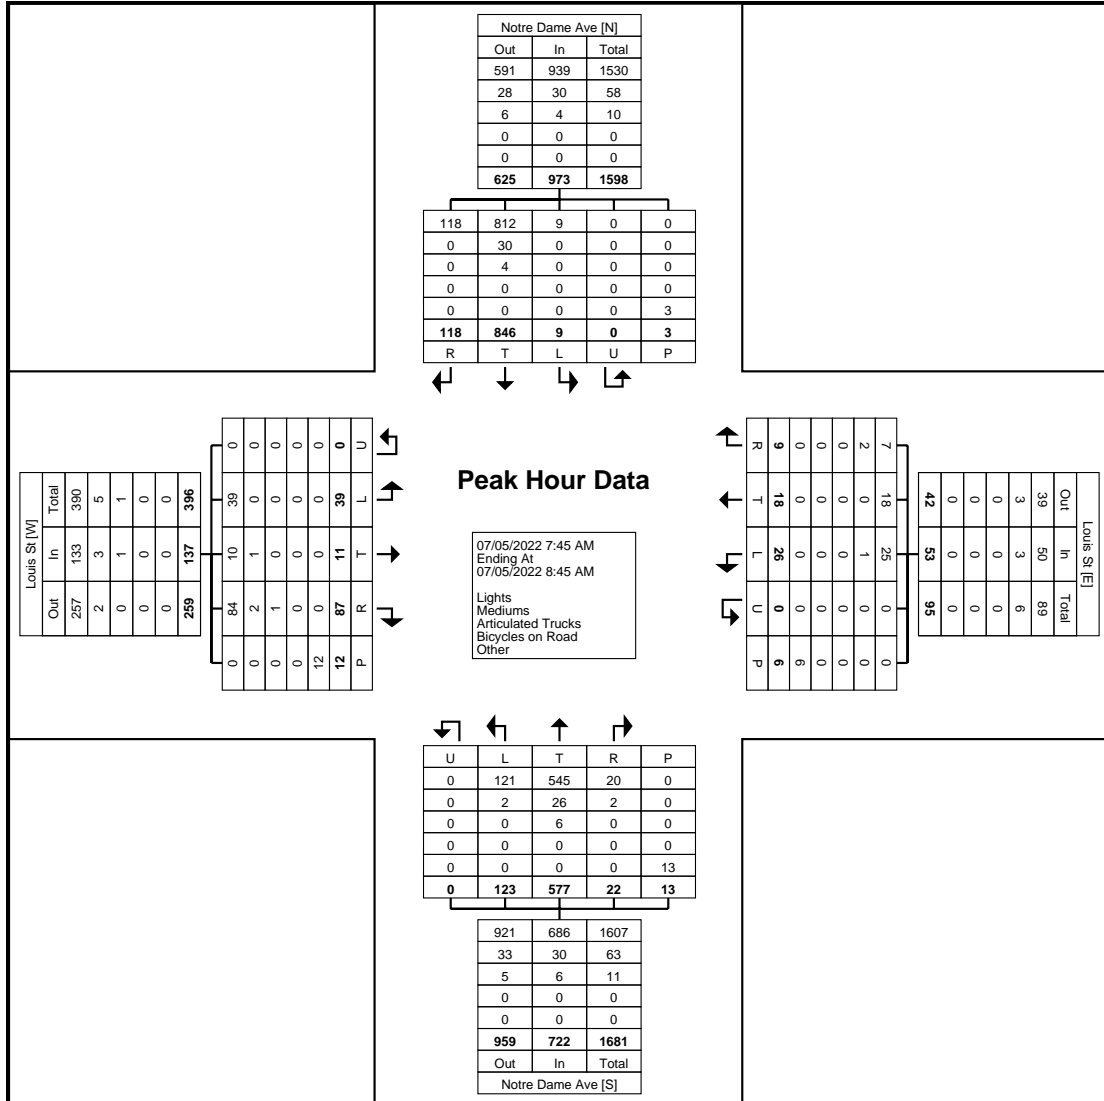 Notre Dame Ave [N]
Out In Total
591 939 1530
28 30 58
6 4 10
0 0 0
0 0 0
625 973 1598
118 812 9 0 0
0 30 0 0 0
0 4 0 0 0
0 0 0 0 0
0 0 0 0 3
118 846 9 0 3
R T L U P
Louis St [W]
Total 390 5 1 0 0 396
In 133 3 1 0 0 137
Out 257 2 0 0 0 259
0 0 0 0 0 0 U
39 0 0 0 0 39 L
10 1 0 0 0 11 T
84 2 1 0 0 87 R
0 0 0 0 12 12 P
Peak Hour Data
07/05/2022 7:45 AM
Ending At
07/05/2022 8:45 AM
Lights
Mediums
Articulated Trucks
Bicycles on Road
Other
R 9 0 0 0 2 7
T 18 0 0 0 0 18
L 26 0 0 0 1 25
U 0 0 0 0 0 0
P 6 6 0 0 0 0
42 0 0 0 3 39 Out
53 0 0 0 3 50 In
95 0 0 0 6 89 Total
Louis St [E]
U L T R P
0 121 545 20 0
0 2 26 2 0
0 0 6 0 0
0 0 0 0 0
0 0 0 0 13
0 123 577 22 13
921 686 1607
33 30 63
5 6 11
0 0 0
0 0 0
959 722 1681
Out In Total
Notre Dame Ave [S]